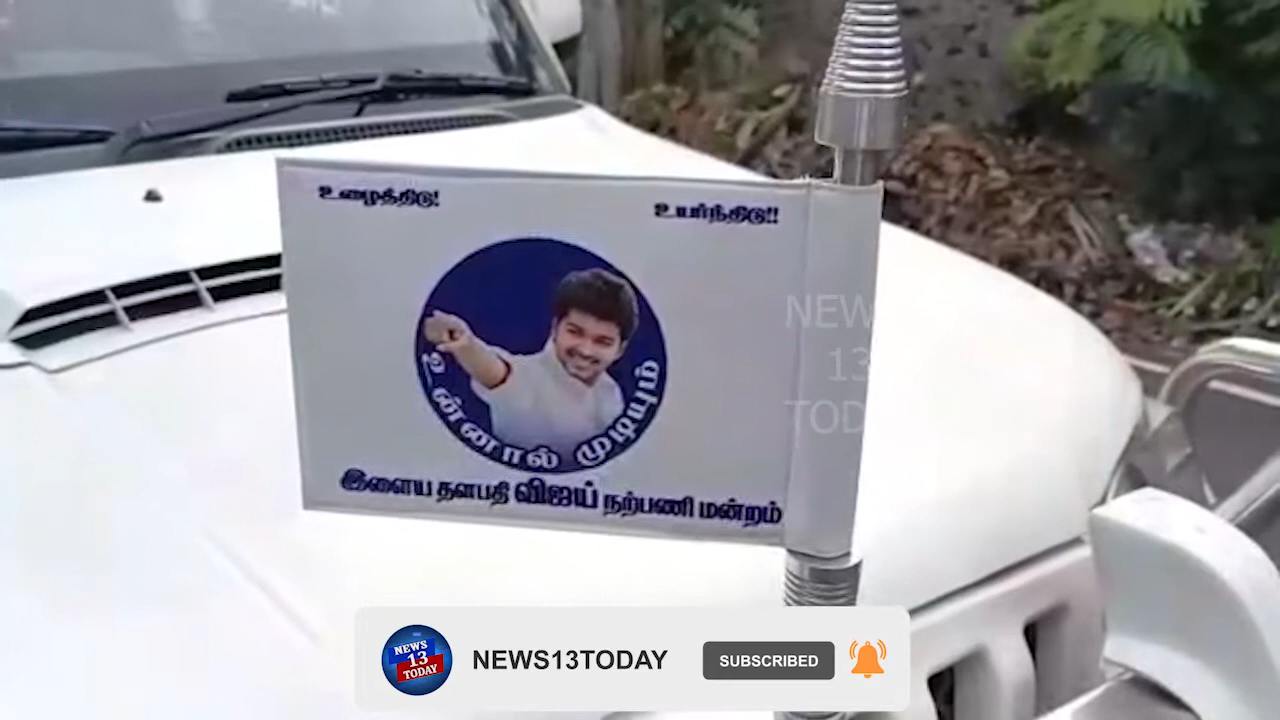 உழைத்திடு!
உயர்ந்திடு!!
உன்னால் முடியும்
இளைய தளபதி விஜய் நற்பணி மன்றம்
NEWS
13
TODAY
NEWS
13
TODAY
NEWS13TODAY
SUBSCRIBED